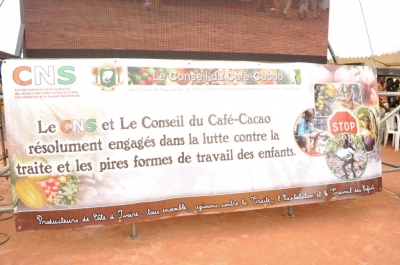 CNS
Le Conseil du Café-Cacao
Le CNS et Le Conseil du Café-Cacao
résolument engagés dans la lutte contre la
traite et les pires formes de travail des enfants.
STOP
Producteurs de Côte d'Ivoire, tous ensemble, agissons contre la Traite, l'Exploitation et le Travail des Enfants